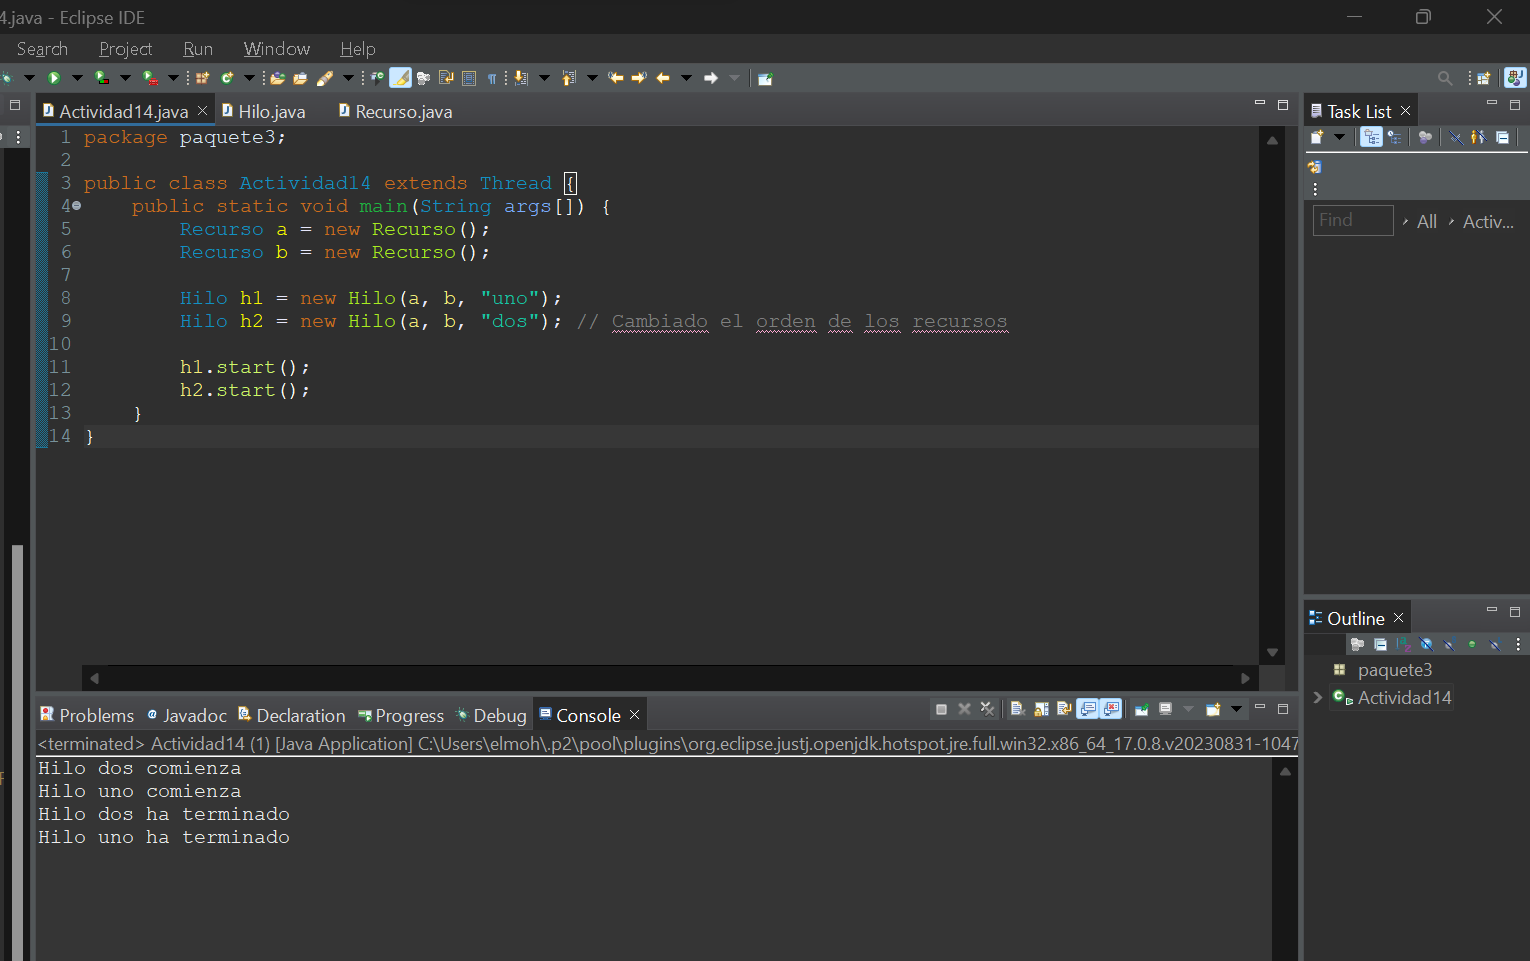 4.java - Eclipse IDE
Search Project Run Window Help
Actividad14.java Hilo.java Recurso.java
1 package paquete3;
2
3 public class Actividad14 extends Thread {
4 public static void main(String args[]) {
5 Recurso a = new Recurso();
6 Recurso b = new Recurso();
7
8 Hilo h1 = new Hilo(a, b, "uno");
9 Hilo h2 = new Hilo(a, b, "dos"); // Cambiado el orden de los recursos
10
11 h1.start();
12 h2.start();
13 }
14 }
Task List
Find All Activ...
Outline
paquete3
Actividad14
Problems Javadoc Declaration Progress Debug Console
<terminated> Actividad14 (1) [Java Application] C:\Users\elmoh\.p2\pool\plugins\org.eclipse.justj.openjdk.hotspot.jre.full.win32.x86_64_17.0.8.v20230831-1047
Hilo dos comienza
Hilo uno comienza
Hilo dos ha terminado
Hilo uno ha terminado